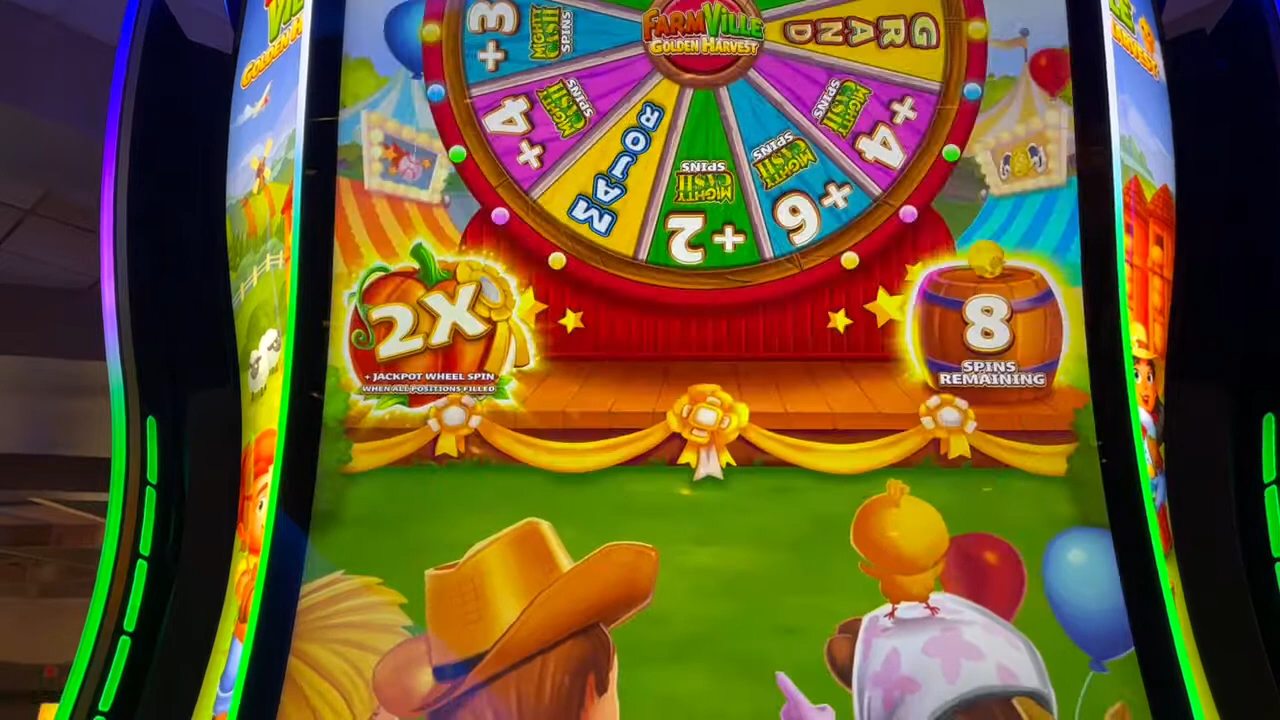 FARMVILLE
GOLDEN HARVEST
GRAND
+3
MIGHTY
CASH
SPINS
+4
MIGHTY
CASH
SPINS
MAJOR
+2
MIGHTY
CASH
SPINS
+6
MIGHTY
CASH
SPINS
+4
MIGHTY
CASH
SPINS
2X
+ JACKPOT WHEEL SPIN
WHEN ALL POSITIONS FILLED
8
SPINS
REMAINING